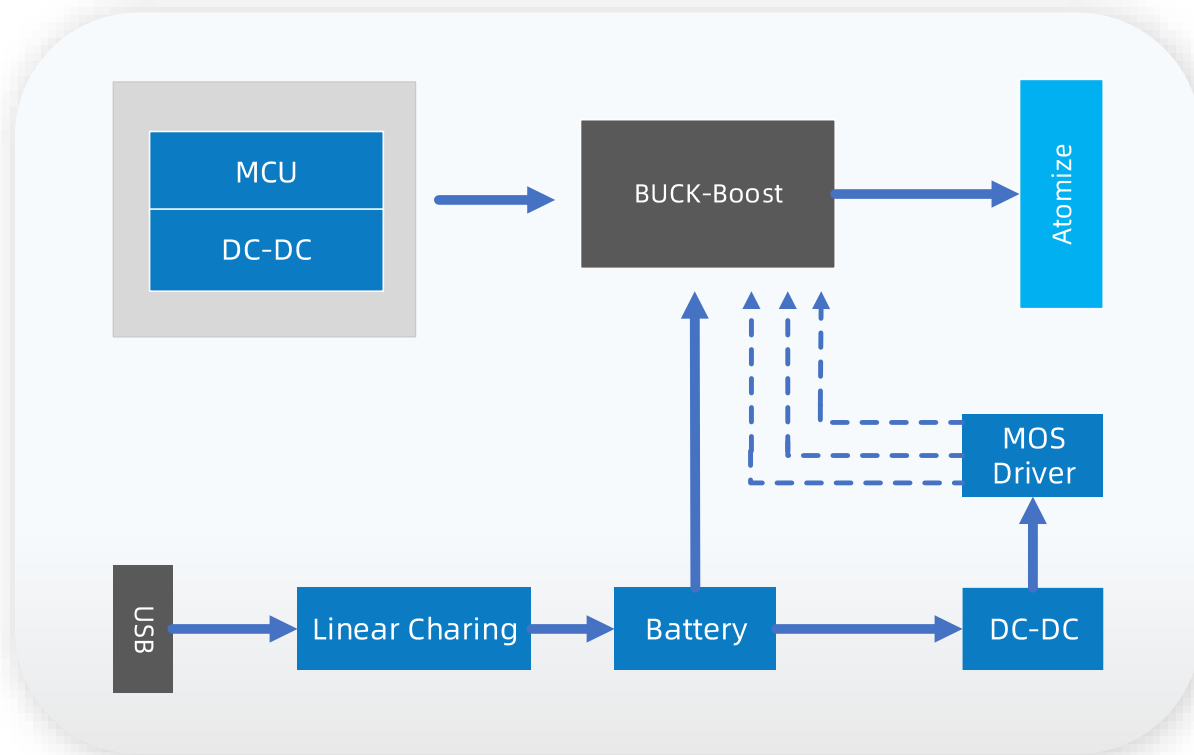 MCU
DC-DC
BUCK-Boost
Atomize
MOS
Driver
USB
Linear Charing
Battery
DC-DC